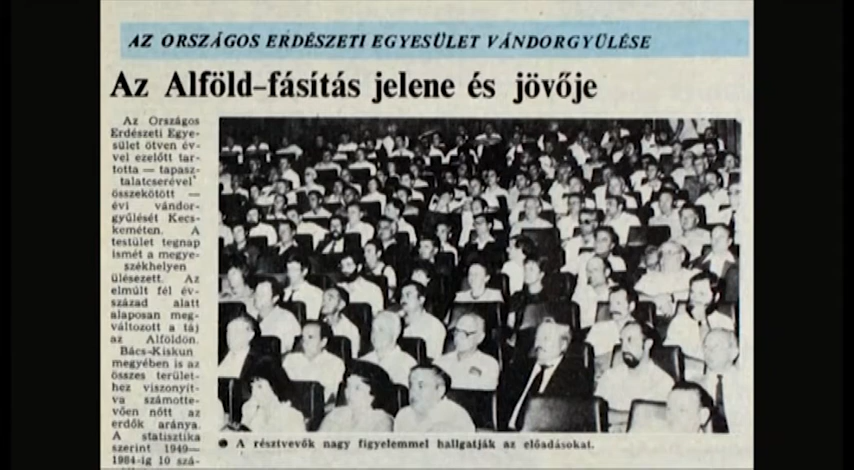 AZ ORSZÁGOS ERDÉSZETI EGYESÜLET VÁNDORGYŰLÉSE
Az Alföld-fásítás jelene és jövője
Az Országos
Erdészeti Egye-
sület ötven év-
vel ezelőtt tar-
totta — tapasz-
talatcserével
összekötött —
évi vándor-
gyűlését Kecs-
keméten. A
testület tegnap
ismét a megye-
székhelyen
ülésezett. Az
elmúlt fél év-
század alatt
alaposan meg-
változott a táj
az Alföldön.
Bács-Kiskun
megyében is az
összes terület-
hez viszonyít-
va számotte-
vően nőtt az
erdők aránya.
A statisztika
szerint 1949—
1984-ig 10 szá-
● A résztvevők nagy figyelemmel hallgatják az előadásokat.